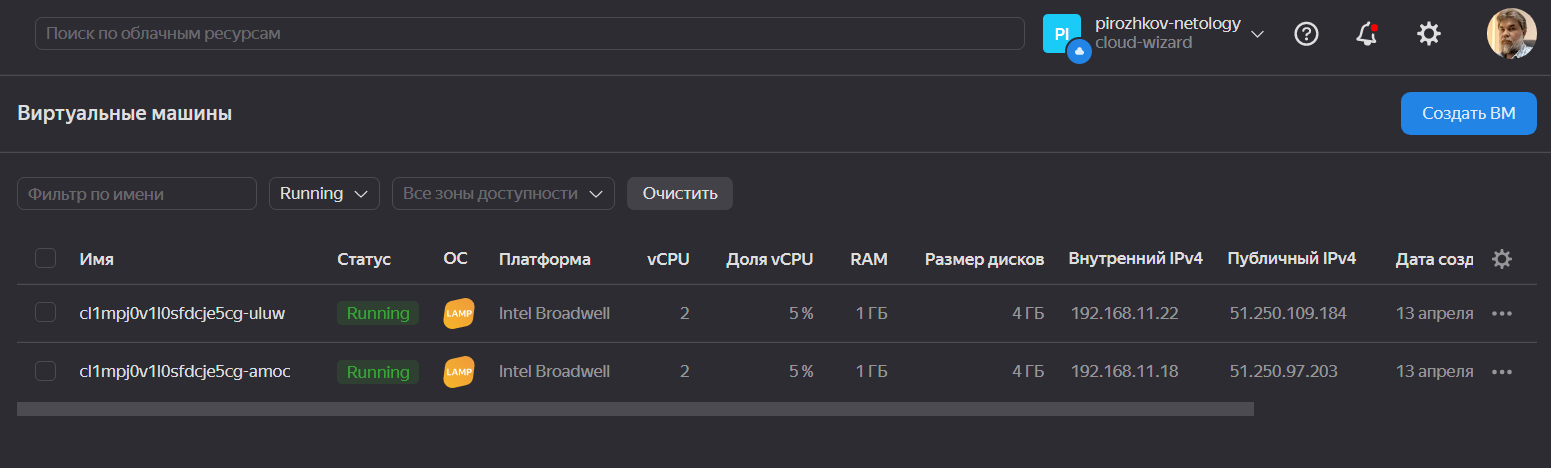 Поиск по облачным ресурсам
PI
pirozhkov-netology
cloud-wizard
Виртуальные машины
Создать ВМ
Фильтр по имени
Running
Все зоны доступности
Очистить
Имя Статус ОС Платформа vCPU Доля vCPU RAM Размер дисков Внутренний IPv4 Публичный IPv4 Дата созд
cl1mpj0v1l0sfdcje5cg-uluw Running LAMP Intel Broadwell 2 5 % 1 ГБ 4 ГБ 192.168.11.22 51.250.109.184 13 апреля
cl1mpj0v1l0sfdcje5cg-amoc Running LAMP Intel Broadwell 2 5 % 1 ГБ 4 ГБ 192.168.11.18 51.250.97.203 13 апреля